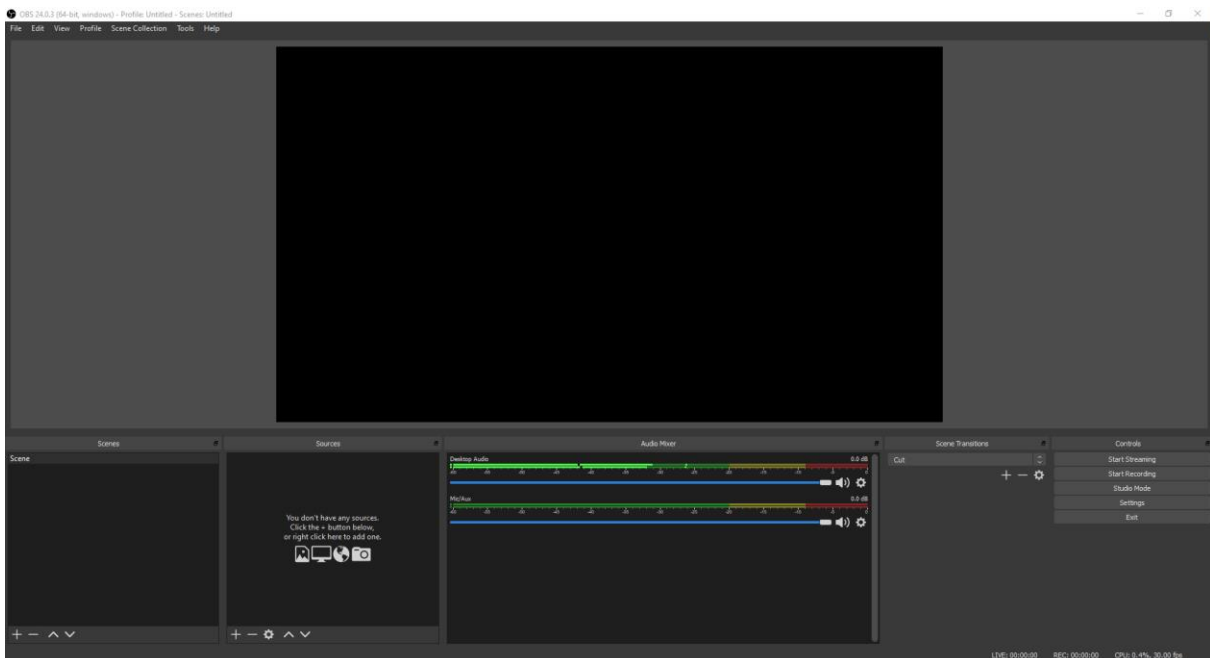 OBS 24.0.3 (64-bit, windows) - Profile: Untitled - Scenes: Untitled
File Edit View Profile Scene Collection Tools Help
Scenes Sources Audio Mixer Scene Transitions Controls
Scene
Desktop Audio 0.0 dB
Cut
Start Streaming
Start Recording
Studio Mode
Settings
Exit
Mic/Aux 0.0 dB
You don't have any sources.
Click the + button below,
or right click here to add one.
LIVE: 00:00:00 REC: 00:00:00 CPU: 0.4%, 30.00 fps